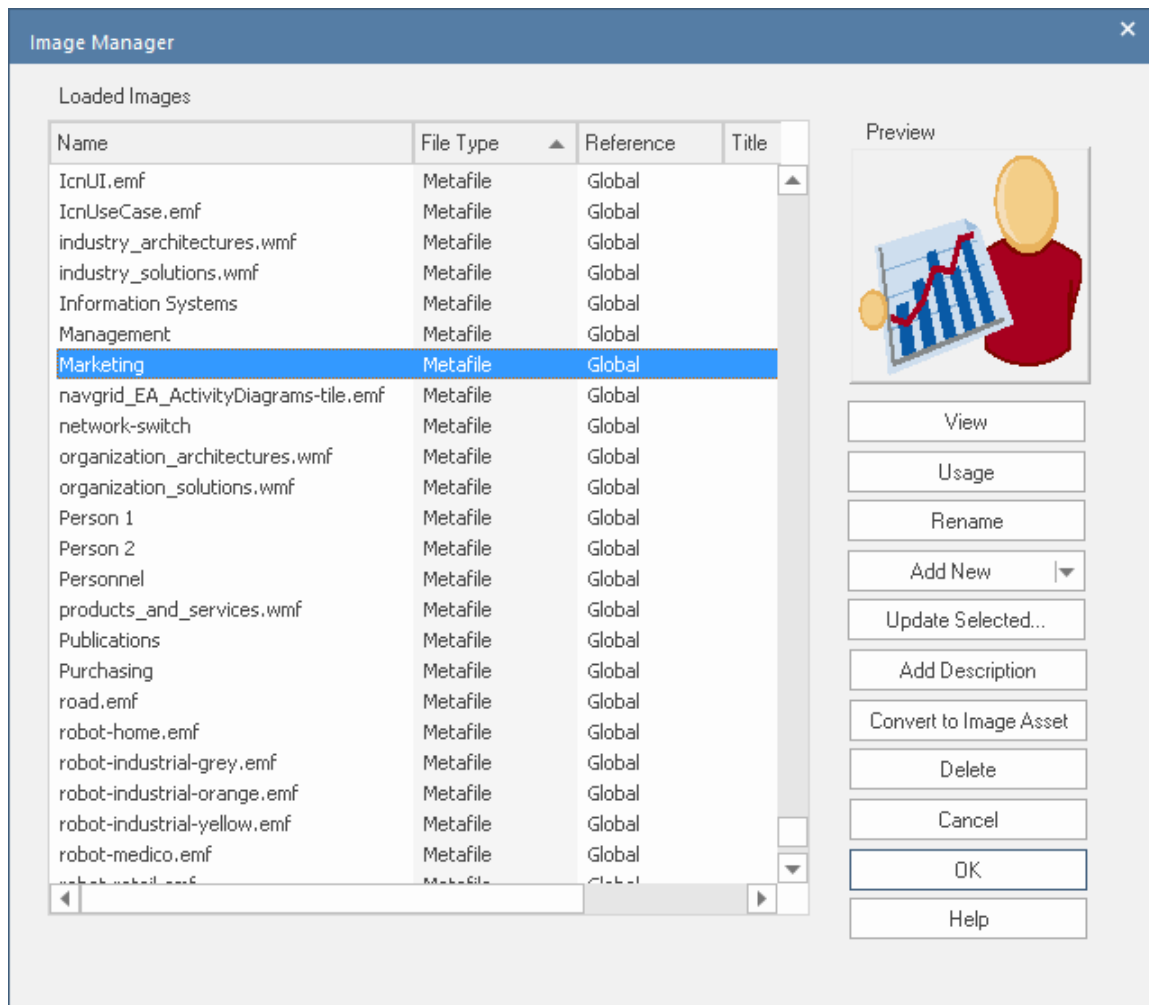 Image Manager
Loaded Images
Name File Type Reference Title
IcnUI.emf Metafile Global
IcnUseCase.emf Metafile Global
industry_architectures.wmf Metafile Global
industry_solutions.wmf Metafile Global
Information Systems Metafile Global
Management Metafile Global
Marketing Metafile Global
navgrid_EA_ActivityDiagrams-tile.emf Metafile Global
network-switch Metafile Global
organization_architectures.wmf Metafile Global
organization_solutions.wmf Metafile Global
Person 1 Metafile Global
Person 2 Metafile Global
Personnel Metafile Global
products_and_services.wmf Metafile Global
Publications Metafile Global
Purchasing Metafile Global
road.emf Metafile Global
robot-home.emf Metafile Global
robot-industrial-grey.emf Metafile Global
robot-industrial-orange.emf Metafile Global
robot-industrial-yellow.emf Metafile Global
robot-medico.emf Metafile Global
Preview
View
Usage
Rename
Add New
Update Selected...
Add Description
Convert to Image Asset
Delete
Cancel
OK
Help